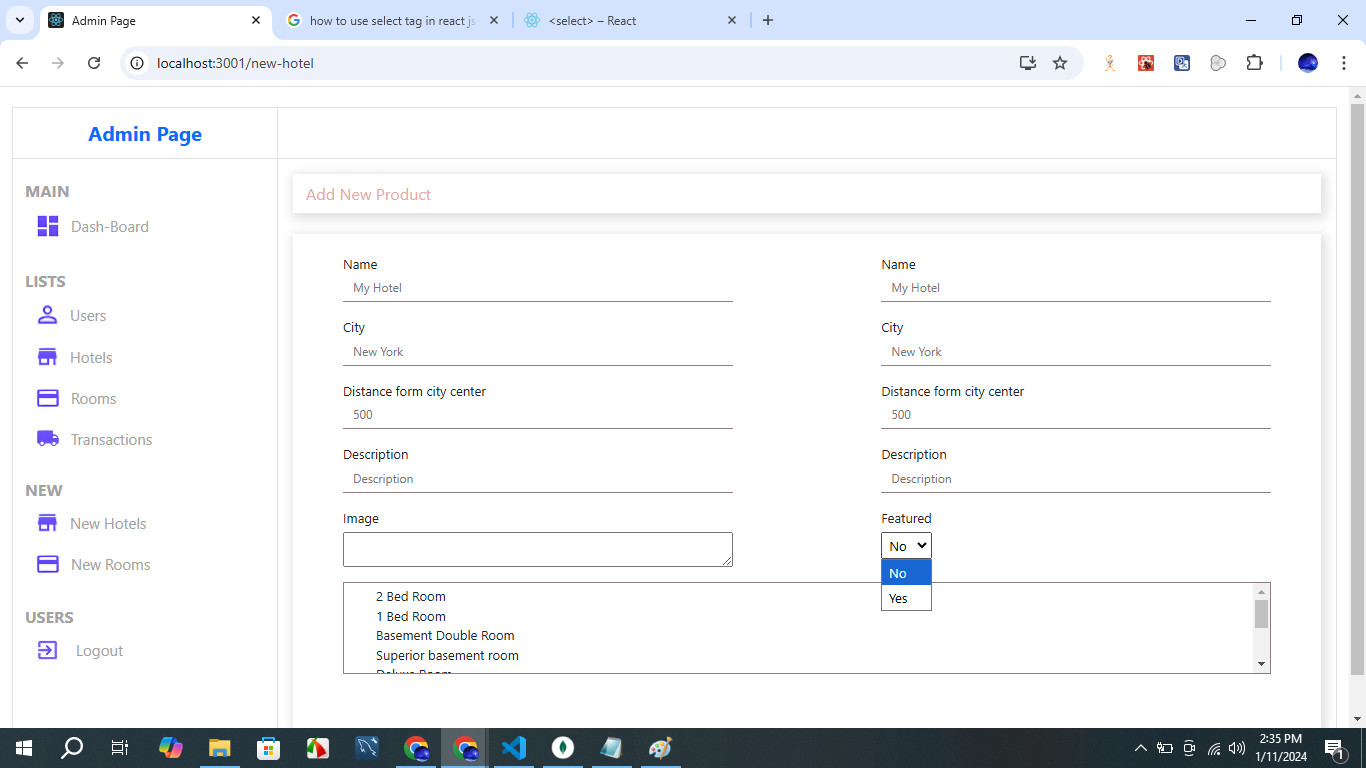 Admin Page
how to use select tag in react js
<select> – React
localhost:3001/new-hotel
Admin Page
MAIN
Dash-Board
LISTS
Users
Hotels
Rooms
Transactions
NEW
New Hotels
New Rooms
USERS
Logout
Add New Product
Name
My Hotel
City
New York
Distance form city center
500
Description
Description
Image
Name
My Hotel
City
New York
Distance form city center
500
Description
Description
Featured
No
No
Yes
2 Bed Room
1 Bed Room
Basement Double Room
Superior basement room
Deluxe Room
2:35 PM
1/11/2024
1